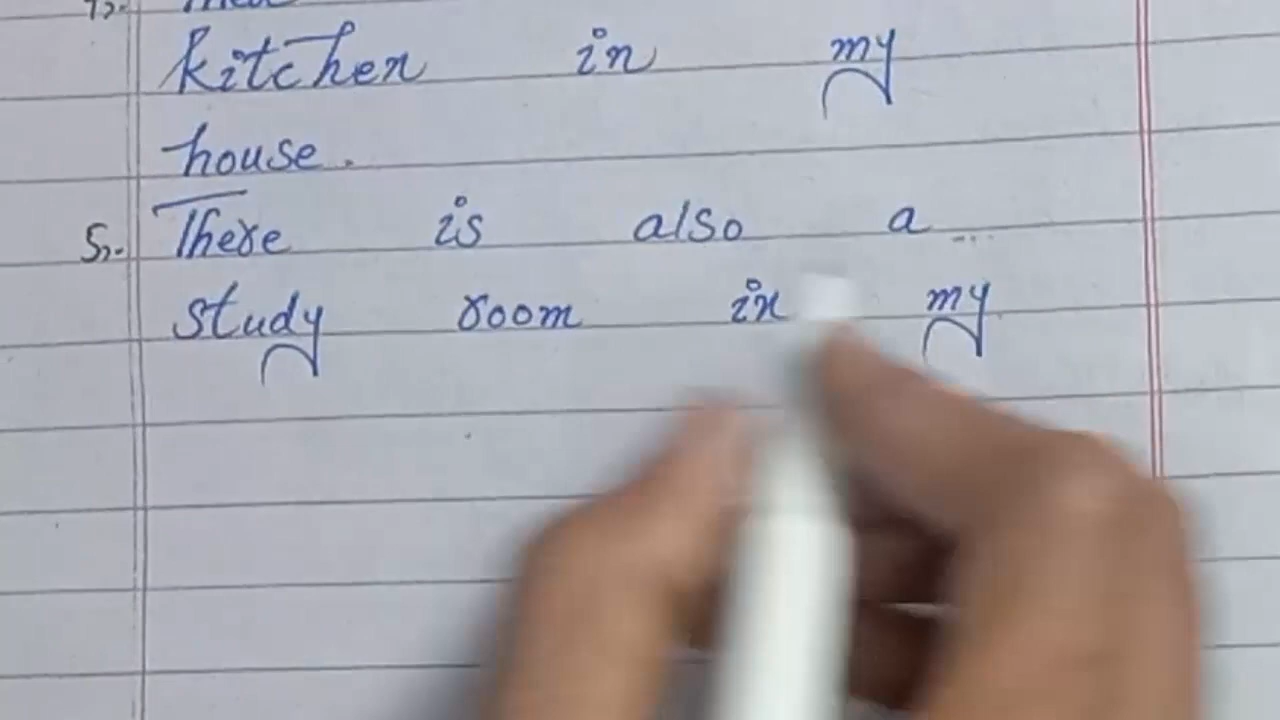 kitchen in my
house.
5. There is also a
study room in my